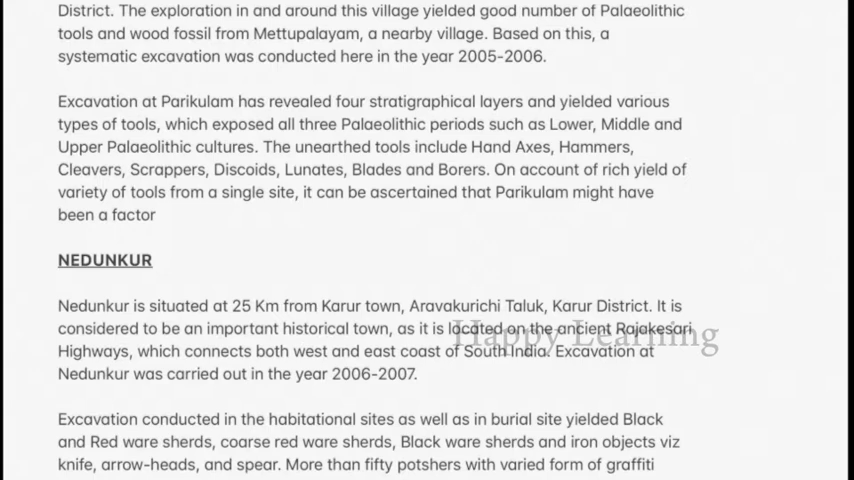 District. The exploration in and around this village yielded good number of Palaeolithic
tools and wood fossil from Mettupalayam, a nearby village. Based on this, a
systematic excavation was conducted here in the year 2005-2006.
Excavation at Parikulam has revealed four stratigraphical layers and yielded various
types of tools, which exposed all three Palaeolithic periods such as Lower, Middle and
Upper Palaeolithic cultures. The unearthed tools include Hand Axes, Hammers,
Cleavers, Scrappers, Discoids, Lunates, Blades and Borers. On account of rich yield of
variety of tools from a single site, it can be ascertained that Parikulam might have
been a factor
NEDUNKUR
Nedunkur is situated at 25 Km from Karur town, Aravakurichi Taluk, Karur District. It is
considered to be an important historical town, as it is located on the ancient Rajakesari
Happy Learning
Highways, which connects both west and east coast of South India. Excavation at
Nedunkur was carried out in the year 2006-2007.
Excavation conducted in the habitational sites as well as in burial site yielded Black
and Red ware sherds, coarse red ware sherds, Black ware sherds and iron objects viz
knife, arrow-heads, and spear. More than fifty potshers with varied form of graffiti